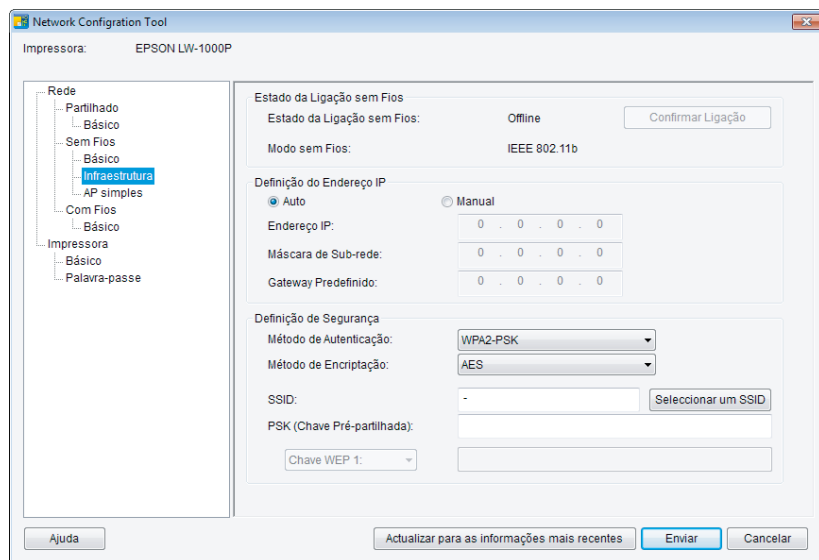 Network Configration Tool
Impressora: EPSON LW-1000P
Rede
Partilhado
Básico
Sem Fios
Básico
Infraestrutura
AP simples
Com Fios
Básico
Impressora
Básico
Palavra-passe
Estado da Ligação sem Fios
Estado da Ligação sem Fios: Offline Confirmar Ligação
Modo sem Fios: IEEE 802.11b
Definição do Endereço IP
Auto Manual
Endereço IP: 0 . 0 . 0 . 0
Máscara de Sub-rede: 0 . 0 . 0 . 0
Gateway Predefinido: 0 . 0 . 0 . 0
Definição de Segurança
Método de Autenticação: WPA2-PSK
Método de Encriptação: AES
SSID: - Seleccionar um SSID
PSK (Chave Pré-partilhada):
Chave WEP 1:
Ajuda Actualizar para as informações mais recentes Enviar Cancelar